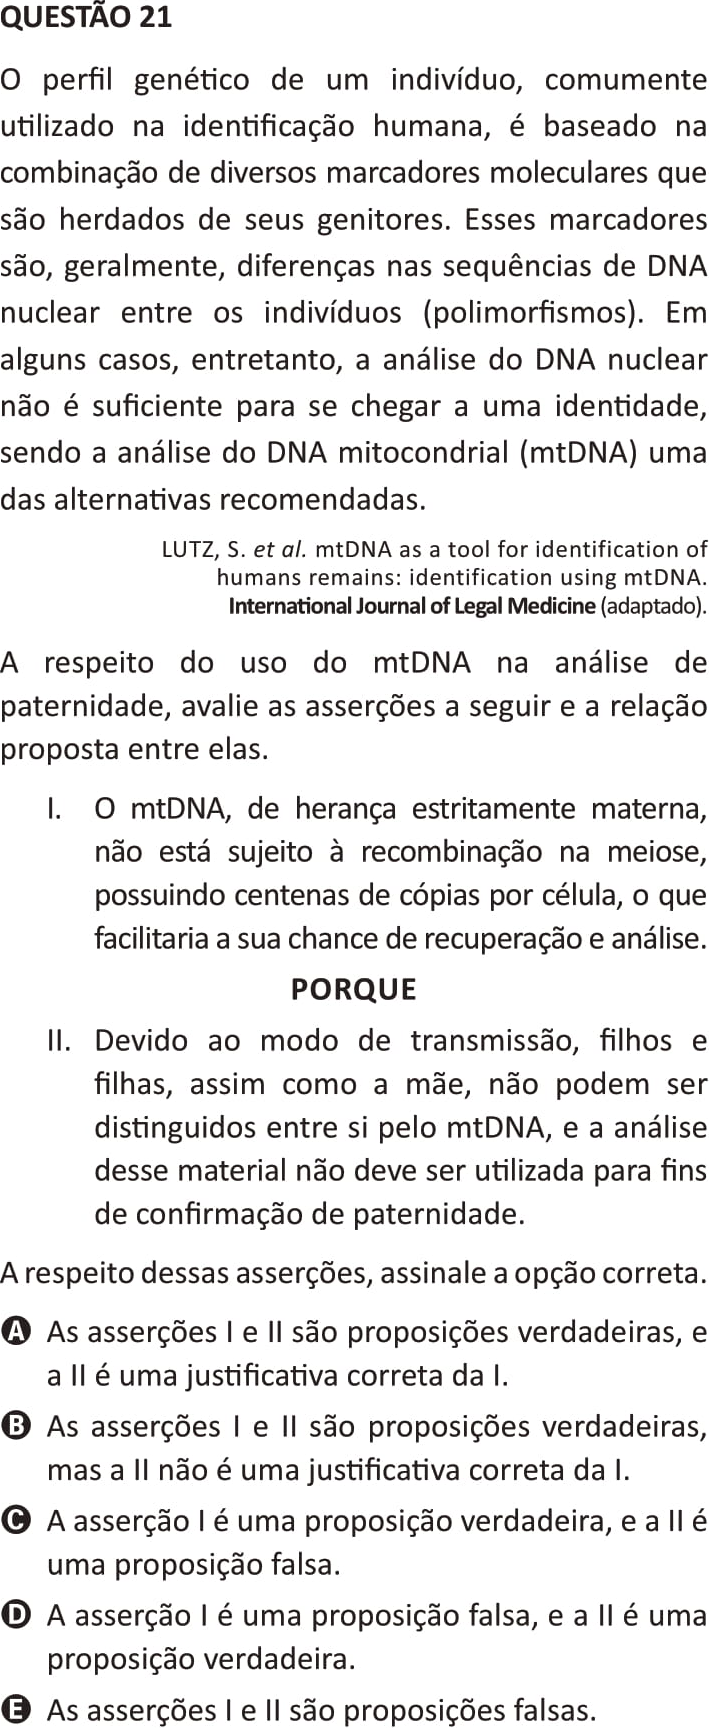 QUESTÃO 21
O perfil genético de um indivíduo, comumente
utilizado na identificação humana, é baseado na
combinação de diversos marcadores moleculares que
são herdados de seus genitores. Esses marcadores
são, geralmente, diferenças nas sequências de DNA
nuclear entre os indivíduos (polimorfismos). Em
alguns casos, entretanto, a análise do DNA nuclear
não é suficiente para se chegar a uma identidade,
sendo a análise do DNA mitocondrial (mtDNA) uma
das alternativas recomendadas.
LUTZ, S. et al. mtDNA as a tool for identification of
humans remains: identification using mtDNA.
International Journal of Legal Medicine (adaptado).
A respeito do uso do mtDNA na análise de
paternidade, avalie as asserções a seguir e a relação
proposta entre elas.
I. O mtDNA, de herança estritamente materna,
não está sujeito à recombinação na meiose,
possuindo centenas de cópias por célula, o que
facilitaria a sua chance de recuperação e análise.
PORQUE
II. Devido ao modo de transmissão, filhos e
filhas, assim como a mãe, não podem ser
distinguidos entre si pelo mtDNA, e a análise
desse material não deve ser utilizada para fins
de confirmação de paternidade.
A respeito dessas asserções, assinale a opção correta.
A As asserções I e II são proposições verdadeiras, e
a II é uma justificativa correta da I.
B As asserções I e II são proposições verdadeiras,
mas a II não é uma justificativa correta da I.
C A asserção I é uma proposição verdadeira, e a II é
uma proposição falsa.
D A asserção I é uma proposição falsa, e a II é uma
proposição verdadeira.
E As asserções I e II são proposições falsas.